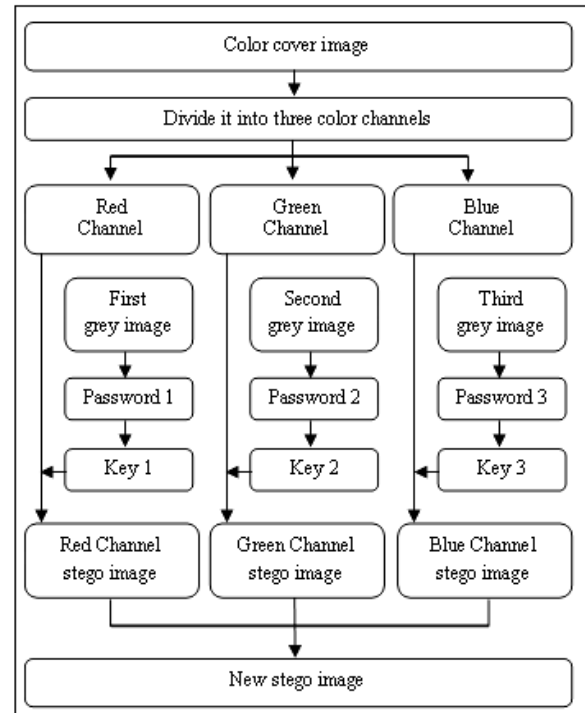 Color cover image
Divide it into three color channels
Red
Channel
Green
Channel
Blue
Channel
First
grey image
Second
grey image
Third
grey image
Password 1
Password 2
Password 3
Key 1
Key 2
Key 3
Red Channel
stego image
Green Channel
stego image
Blue Channel
stego image
New stego image